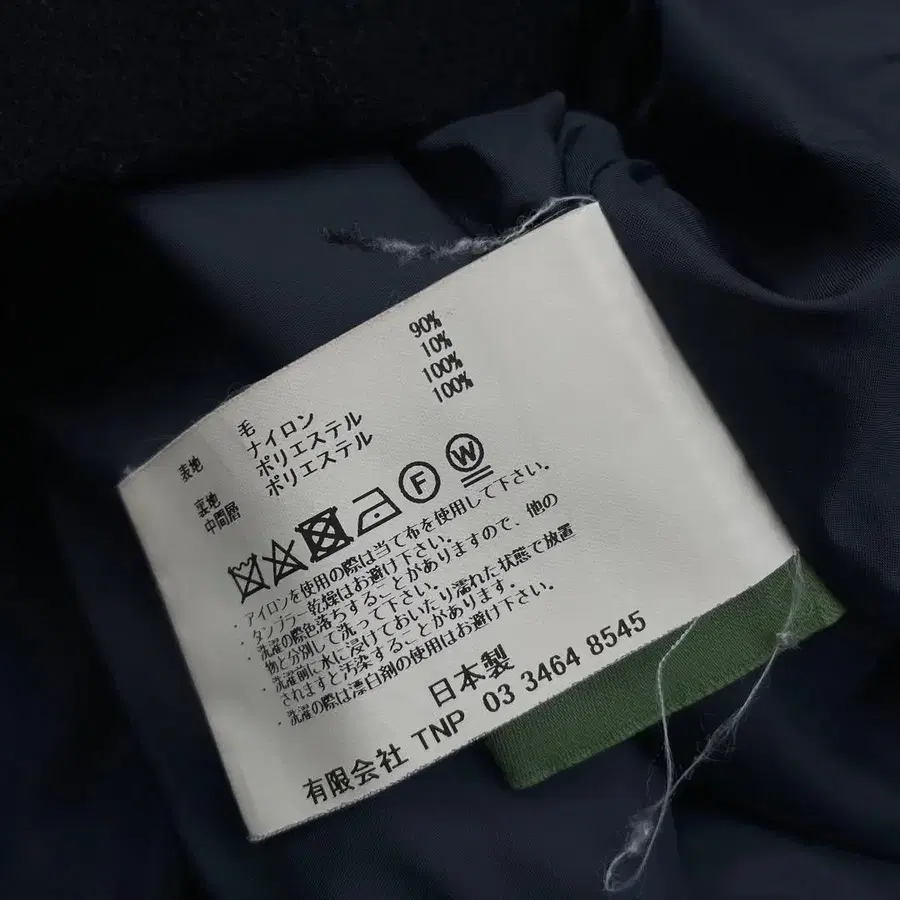 表地 毛 90%
ナイロン 10%
裏地 ポリエステル 100%
中間層 ポリエステル 100%
F W
・アイロンを使用の際は当て布を使用して下さい。
・タンブラー乾燥はお避け下さい。
・洗濯の際色落ちすることがありますので、他の
物と分別して洗って下さい。
・洗濯前に水に浸けておいたり濡れた状態で放置
されますと汚染することがあります。
・洗濯の際は漂白剤の使用はお避け下さい。
日本製
有限会社 TNP 03 3464 8545